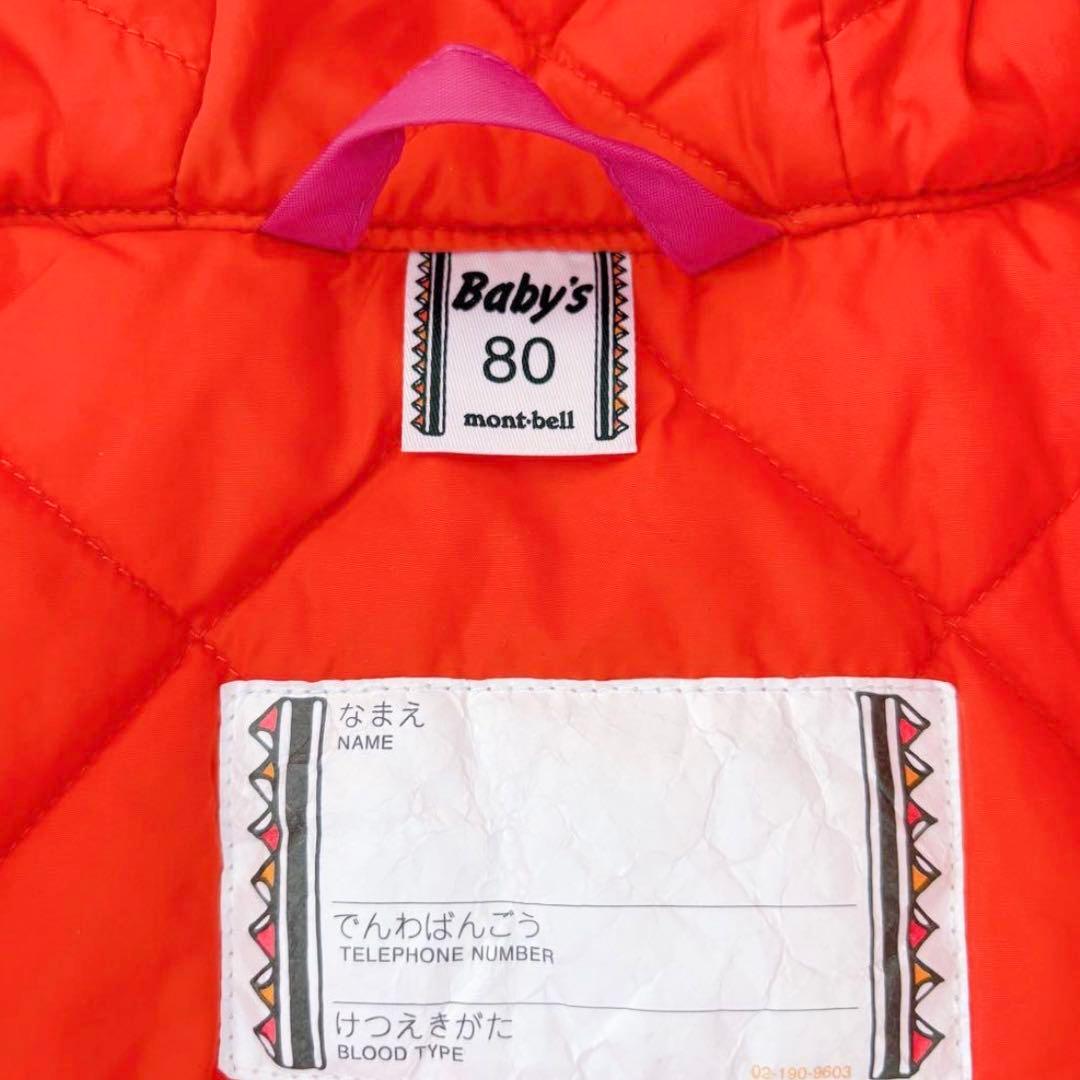 Baby's
80
mont-bell
なまえ
NAME
でんわばんごう
TELEPHONE NUMBER
けつえきがた
BLOOD TYPE
02-190-9603